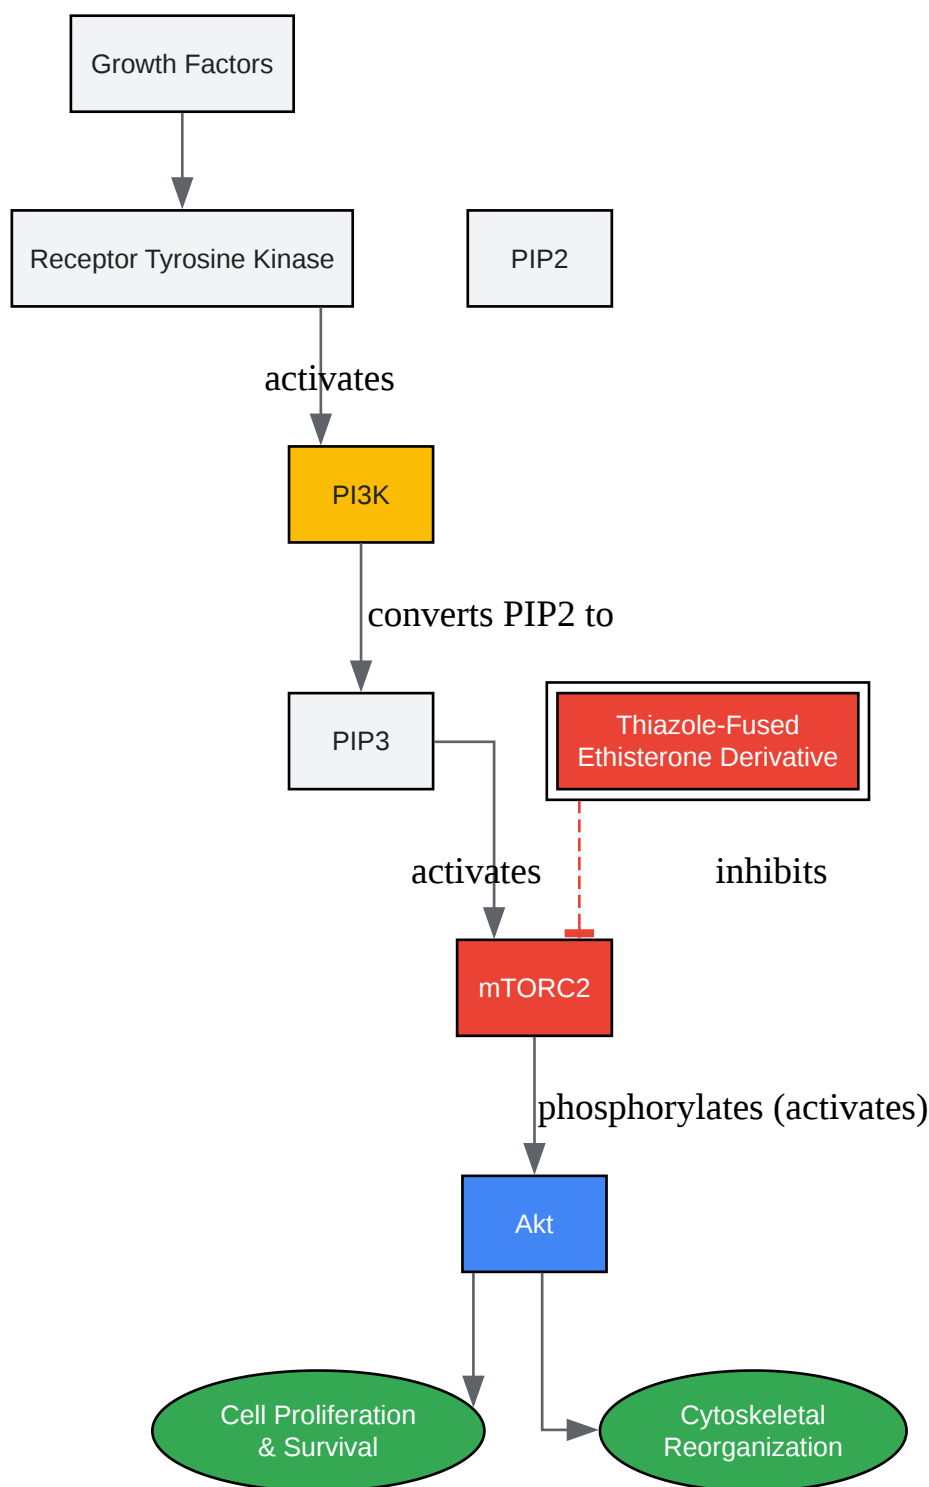 Growth Factors
Receptor Tyrosine Kinase
PIP2
activates
PI3K
converts PIP2 to
PIP3
Thiazole-Fused
Ethisterone Derivative
activates
inhibits
mTORC2
phosphorylates (activates)
Akt
Cell Proliferation
& Survival
Cytoskeletal
Reorganization